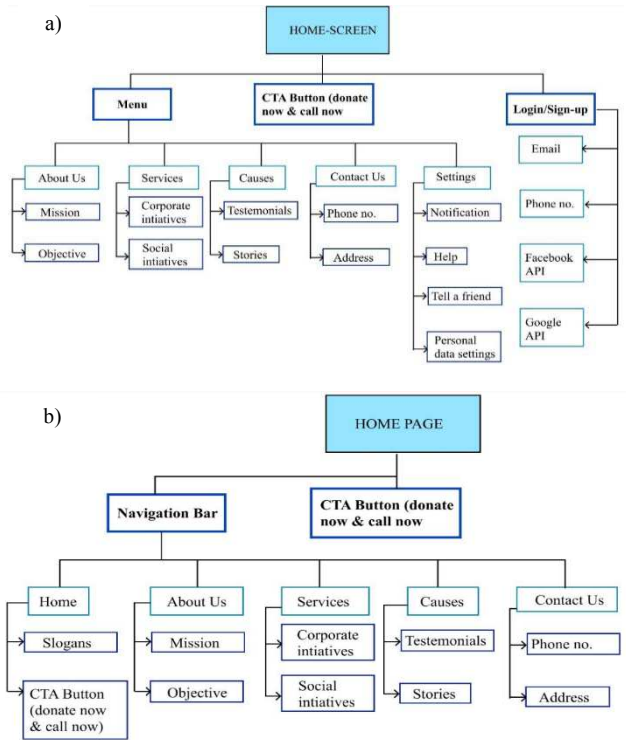 a)
HOME-SCREEN
Menu
CTA Button (donate
now & call now
Login/Sign-up
About Us
Mission
Objective
Services
Corporate
intiatives
Social
intiatives
Causes
Testemonials
Stories
Contact Us
Phone no.
Address
Settings
Notification
Help
Tell a friend
Personal
data settings
Email
Phone no.
Facebook
API
Google
API
b)
HOME PAGE
Navigation Bar
CTA Button (donate
now & call now
Home
Slogans
CTA Button
(donate now
& call now)
About Us
Mission
Objective
Services
Corporate
intiatives
Social
intiatives
Causes
Testemonials
Stories
Contact Us
Phone no.
Address